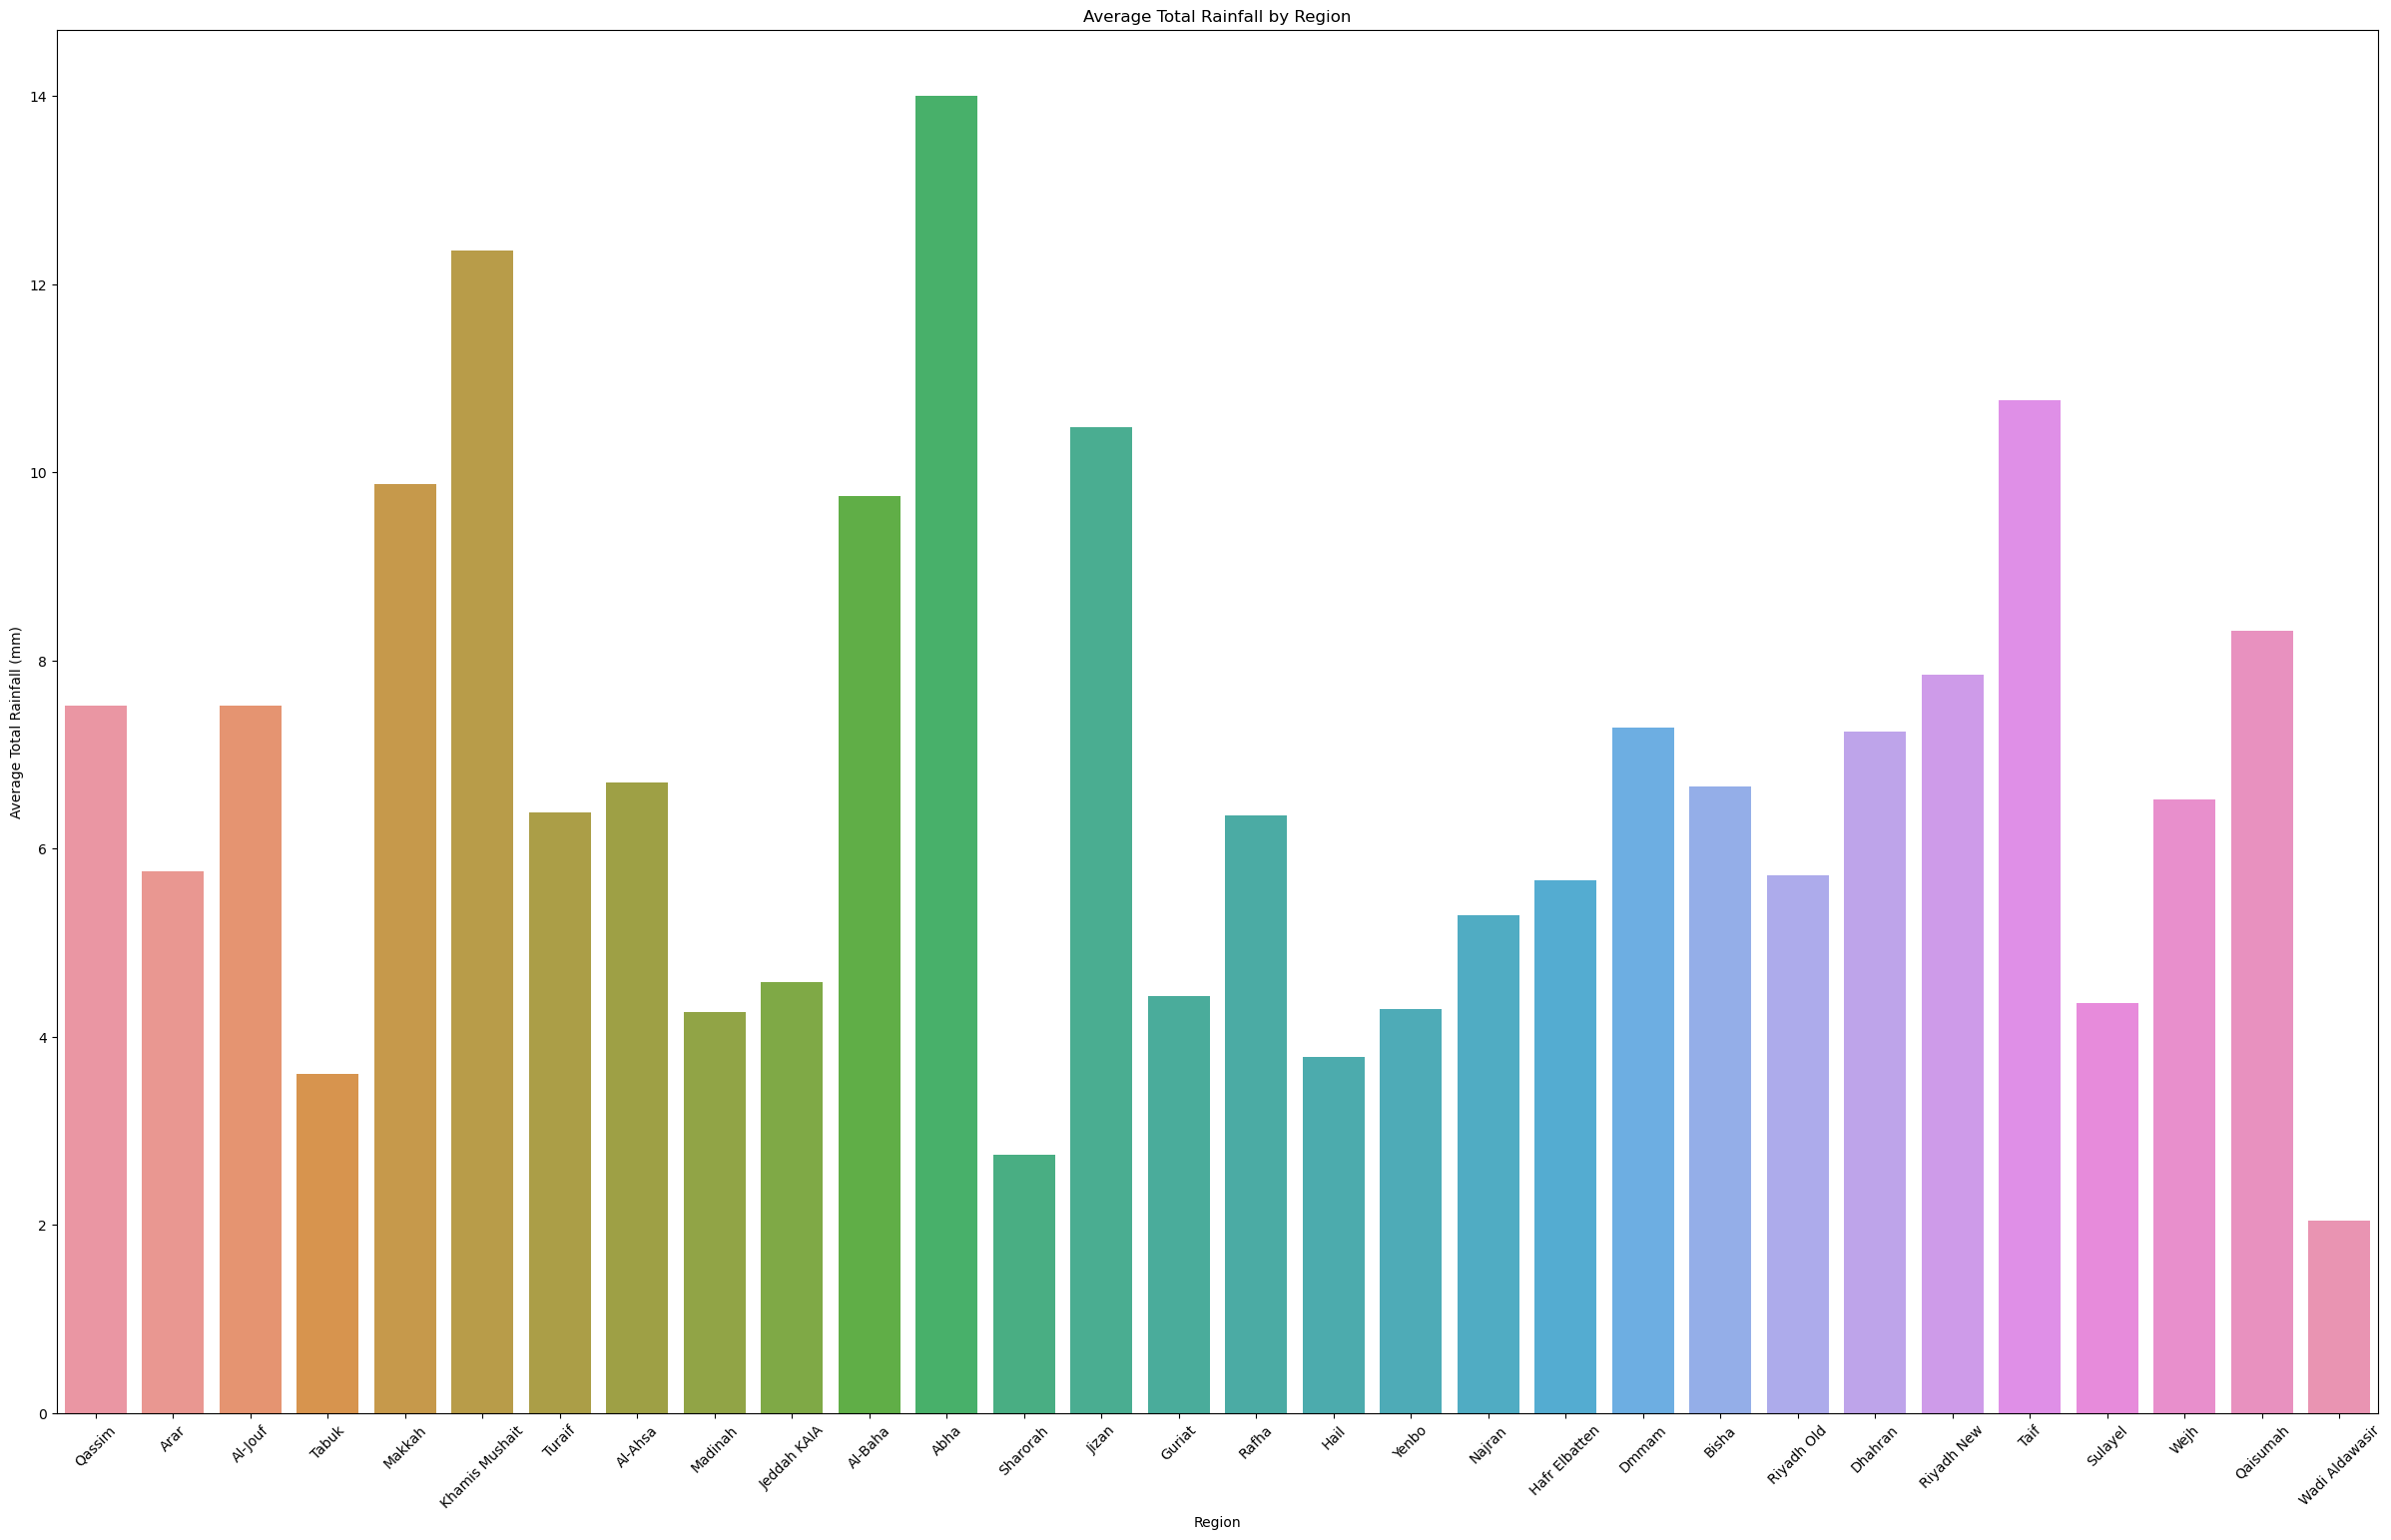 Average Total Rainfall by Region
Average Total Rainfall (mm)
14
12
10
8
6
4
2
0
Qassim
Arar
Al-Jouf
Tabuk
Makkah
Khamis Mushait
Turaif
Al-Ahsa
Madinah
Jeddah KAIA
Al-Baha
Abha
Sharorah
Jizan
Guriat
Rafha
Hail
Yenbo
Najran
Hafr Elbatten
Dmmam
Bisha
Riyadh Old
Dhahran
Riyadh New
Taif
Sulayel
Wejh
Qaisumah
Wadi Aldawasir
Region